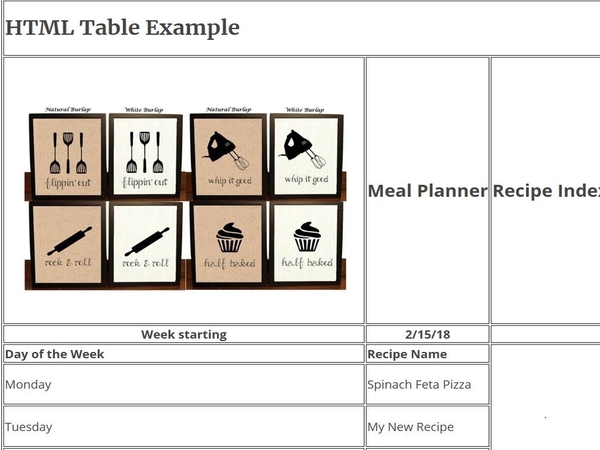 HTML Table Example
Natural Burlap White Burlap Natural Burlap White Burlap
flippin' out flippin' out whip it good whip it good
rock & roll rock & roll half baked half baked
Meal Planner Recipe Index
Week starting 2/15/18
Day of the Week Recipe Name
Monday Spinach Feta Pizza
Tuesday My New Recipe